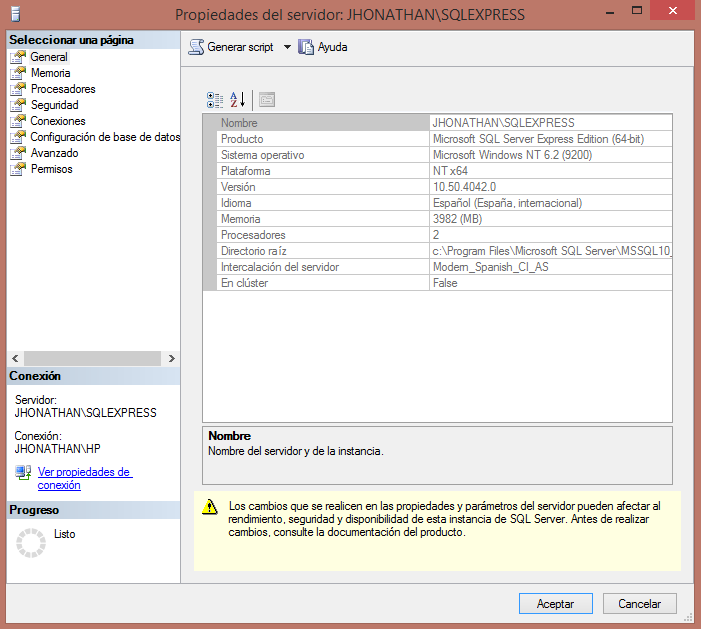 Propiedades del servidor: JHONATHAN\SQLEXPRESS
Seleccionar una página
General
Memoria
Procesadores
Seguridad
Conexiones
Configuración de base de datos
Avanzado
Permisos
Conexión
Servidor:
JHONATHAN\SQLEXPRESS
Conexión:
JHONATHAN\HP
Ver propiedades de
conexión
Progreso
Listo
Generar script
Ayuda
Nombre JHONATHAN\SQLEXPRESS
Producto Microsoft SQL Server Express Edition (64-bit)
Sistema operativo Microsoft Windows NT 6.2 (9200)
Plataforma NT x64
Versión 10.50.4042.0
Idioma Español (España, internacional)
Memoria 3982 (MB)
Procesadores 2
Directorio raíz c:\Program Files\Microsoft SQL Server\MSSQL10_
Intercalación del servidor Modern_Spanish_CI_AS
En clúster False
Nombre
Nombre del servidor y de la instancia.
Los cambios que se realicen en las propiedades y parámetros del servidor pueden afectar al
rendimiento, seguridad y disponibilidad de esta instancia de SQL Server. Antes de realizar
cambios, consulte la documentación del producto.
Aceptar
Cancelar